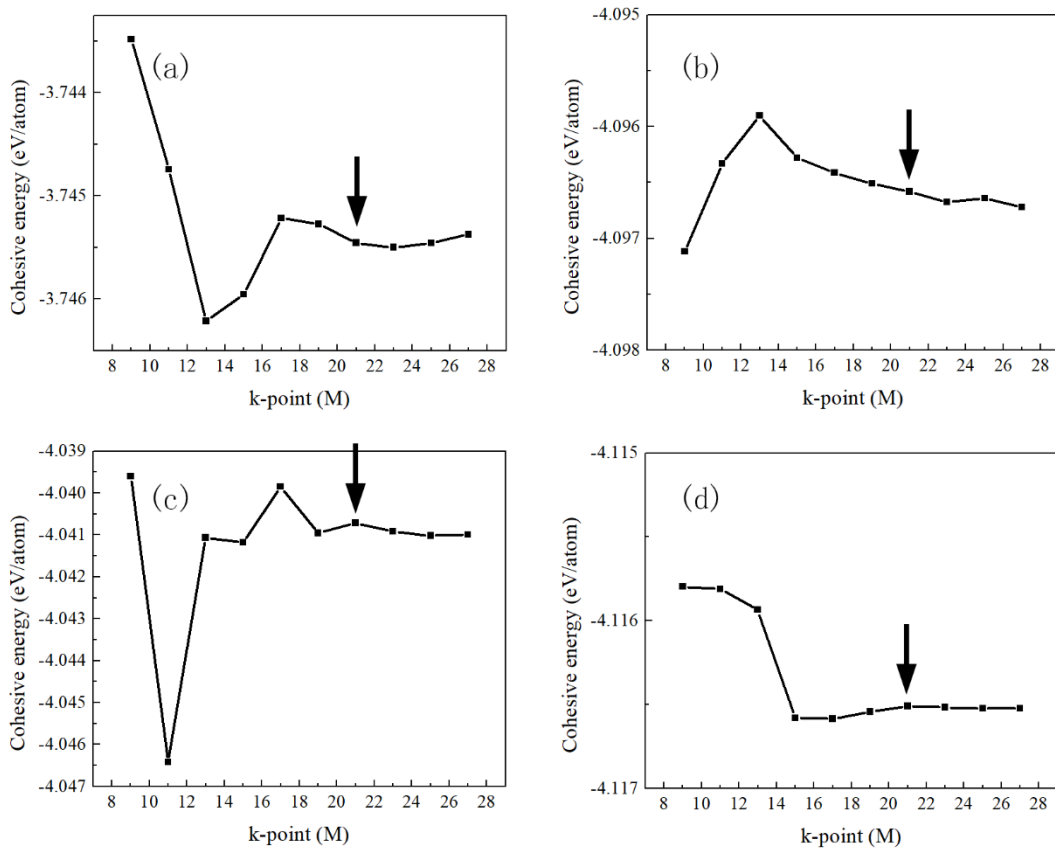 (a)
Cohesive energy (eV/atom)
-3.744
-3.745
-3.746
8 10 12 14 16 18 20 22 24 26 28
k-point (M)
(b)
Cohesive energy (eV/atom)
-4.095
-4.096
-4.097
-4.098
8 10 12 14 16 18 20 22 24 26 28
k-point (M)
(c)
Cohesive energy (eV/atom)
-4.039
-4.040
-4.041
-4.042
-4.043
-4.044
-4.045
-4.046
-4.047
8 10 12 14 16 18 20 22 24 26 28
k-point (M)
(d)
Cohesive energy (eV/atom)
-4.115
-4.116
-4.117
8 10 12 14 16 18 20 22 24 26 28
k-point (M)